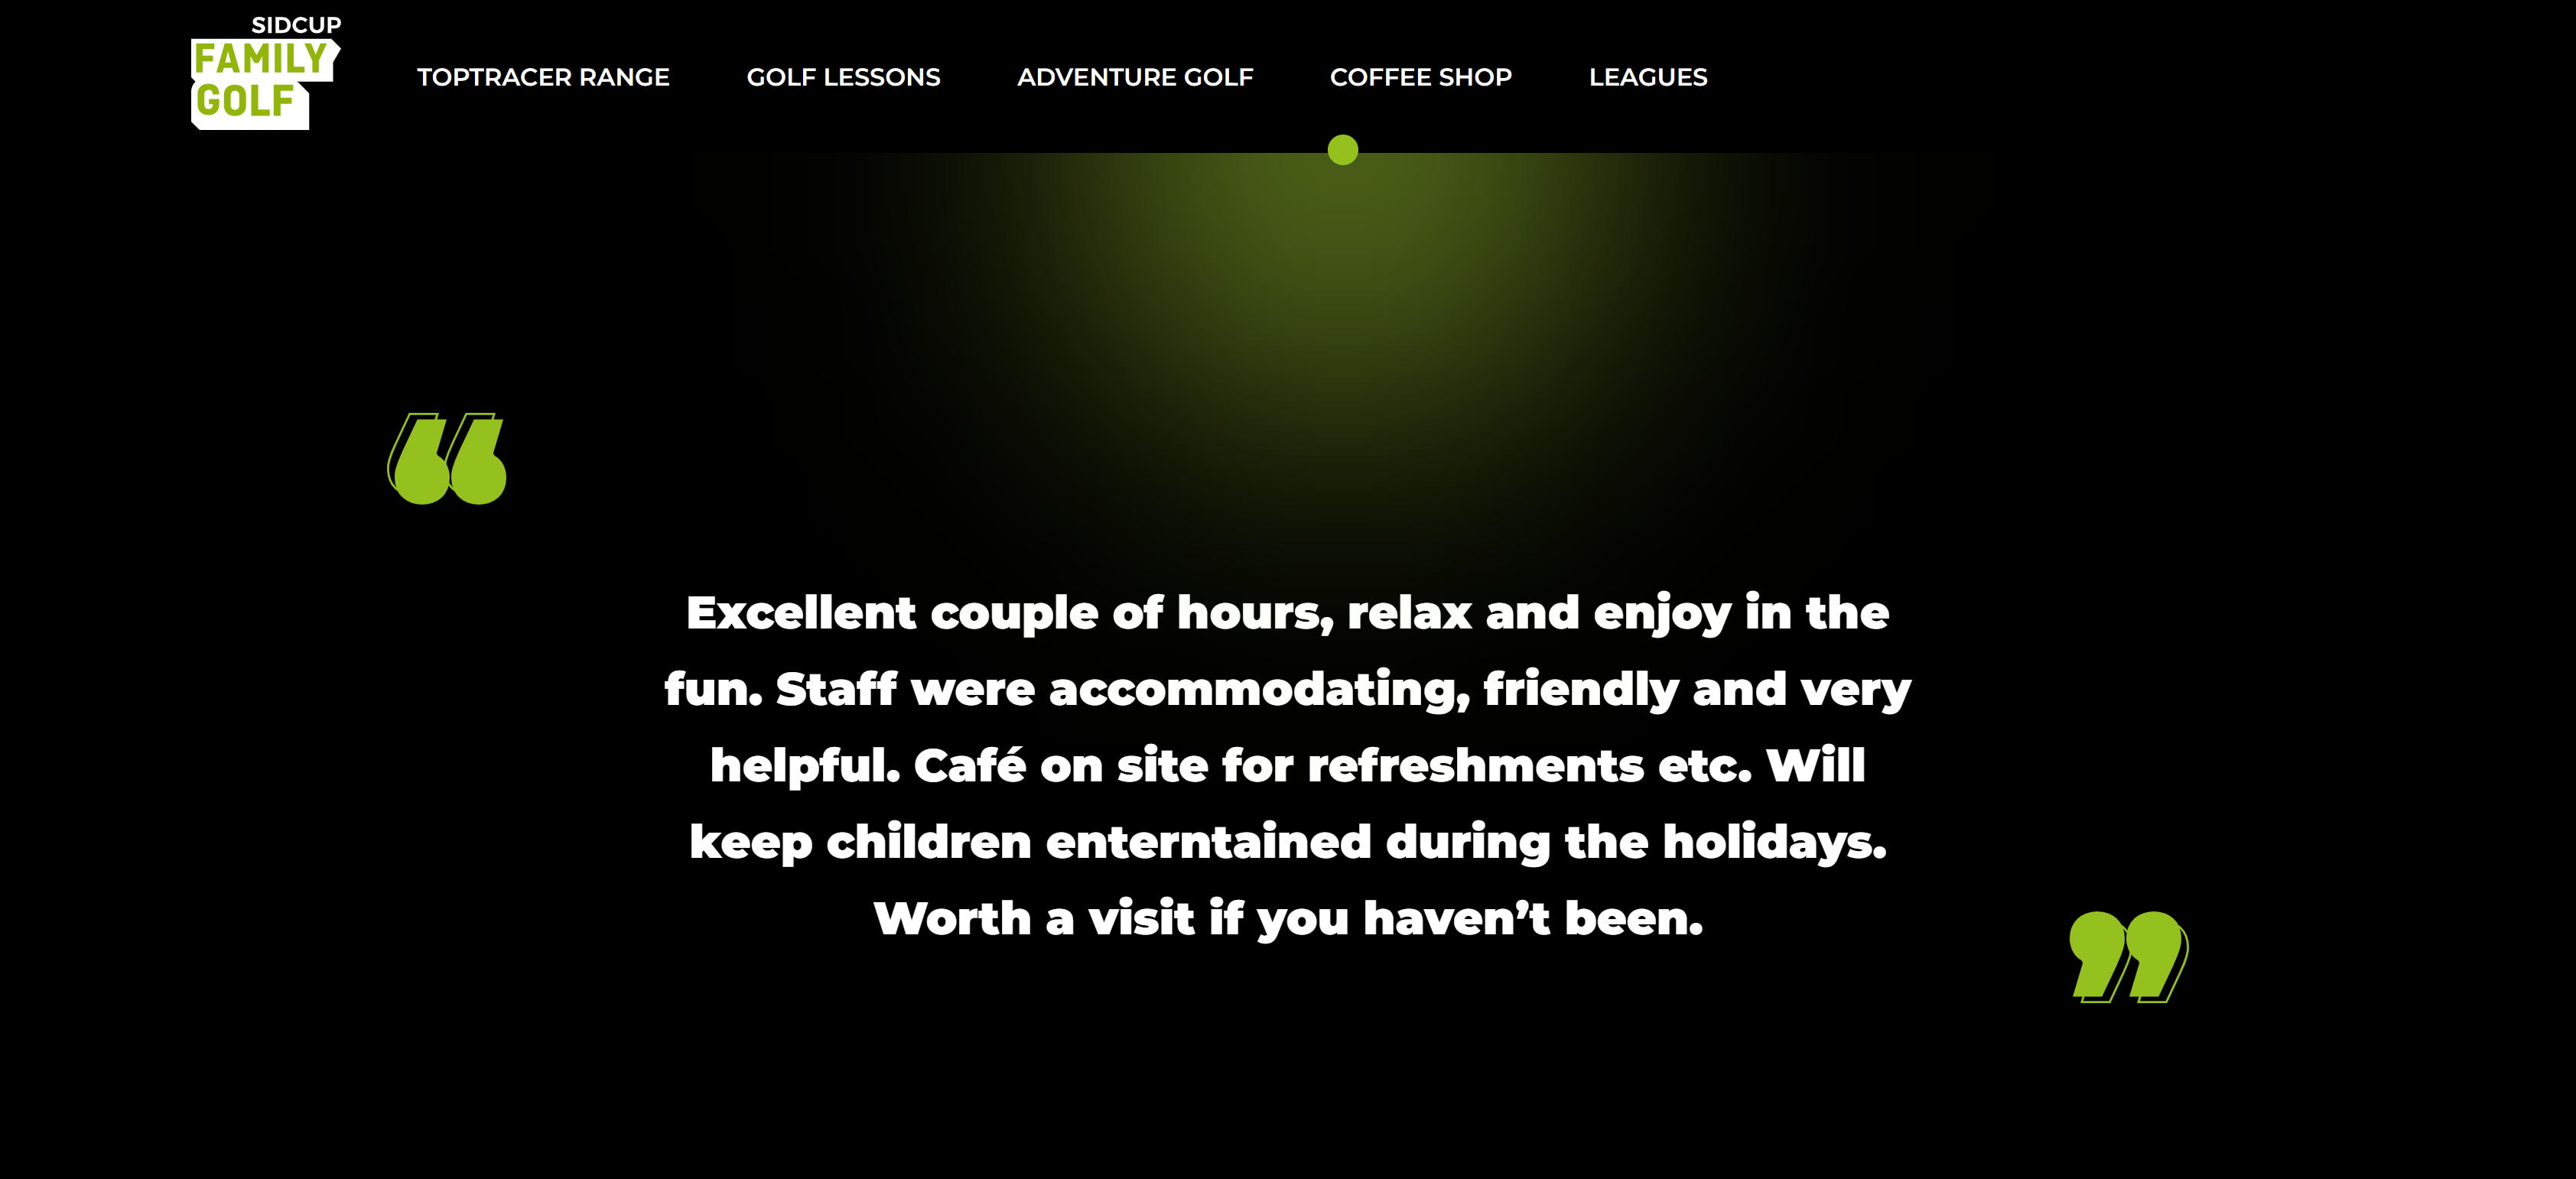 SIDCUP
FAMILY
GOLF
TOPTRACER RANGE GOLF LESSONS ADVENTURE GOLF COFFEE SHOP LEAGUES
“
Excellent couple of hours, relax and enjoy in the
fun. Staff were accommodating, friendly and very
helpful. Café on site for refreshments etc. Will
keep children enterntained during the holidays.
Worth a visit if you haven’t been.
”